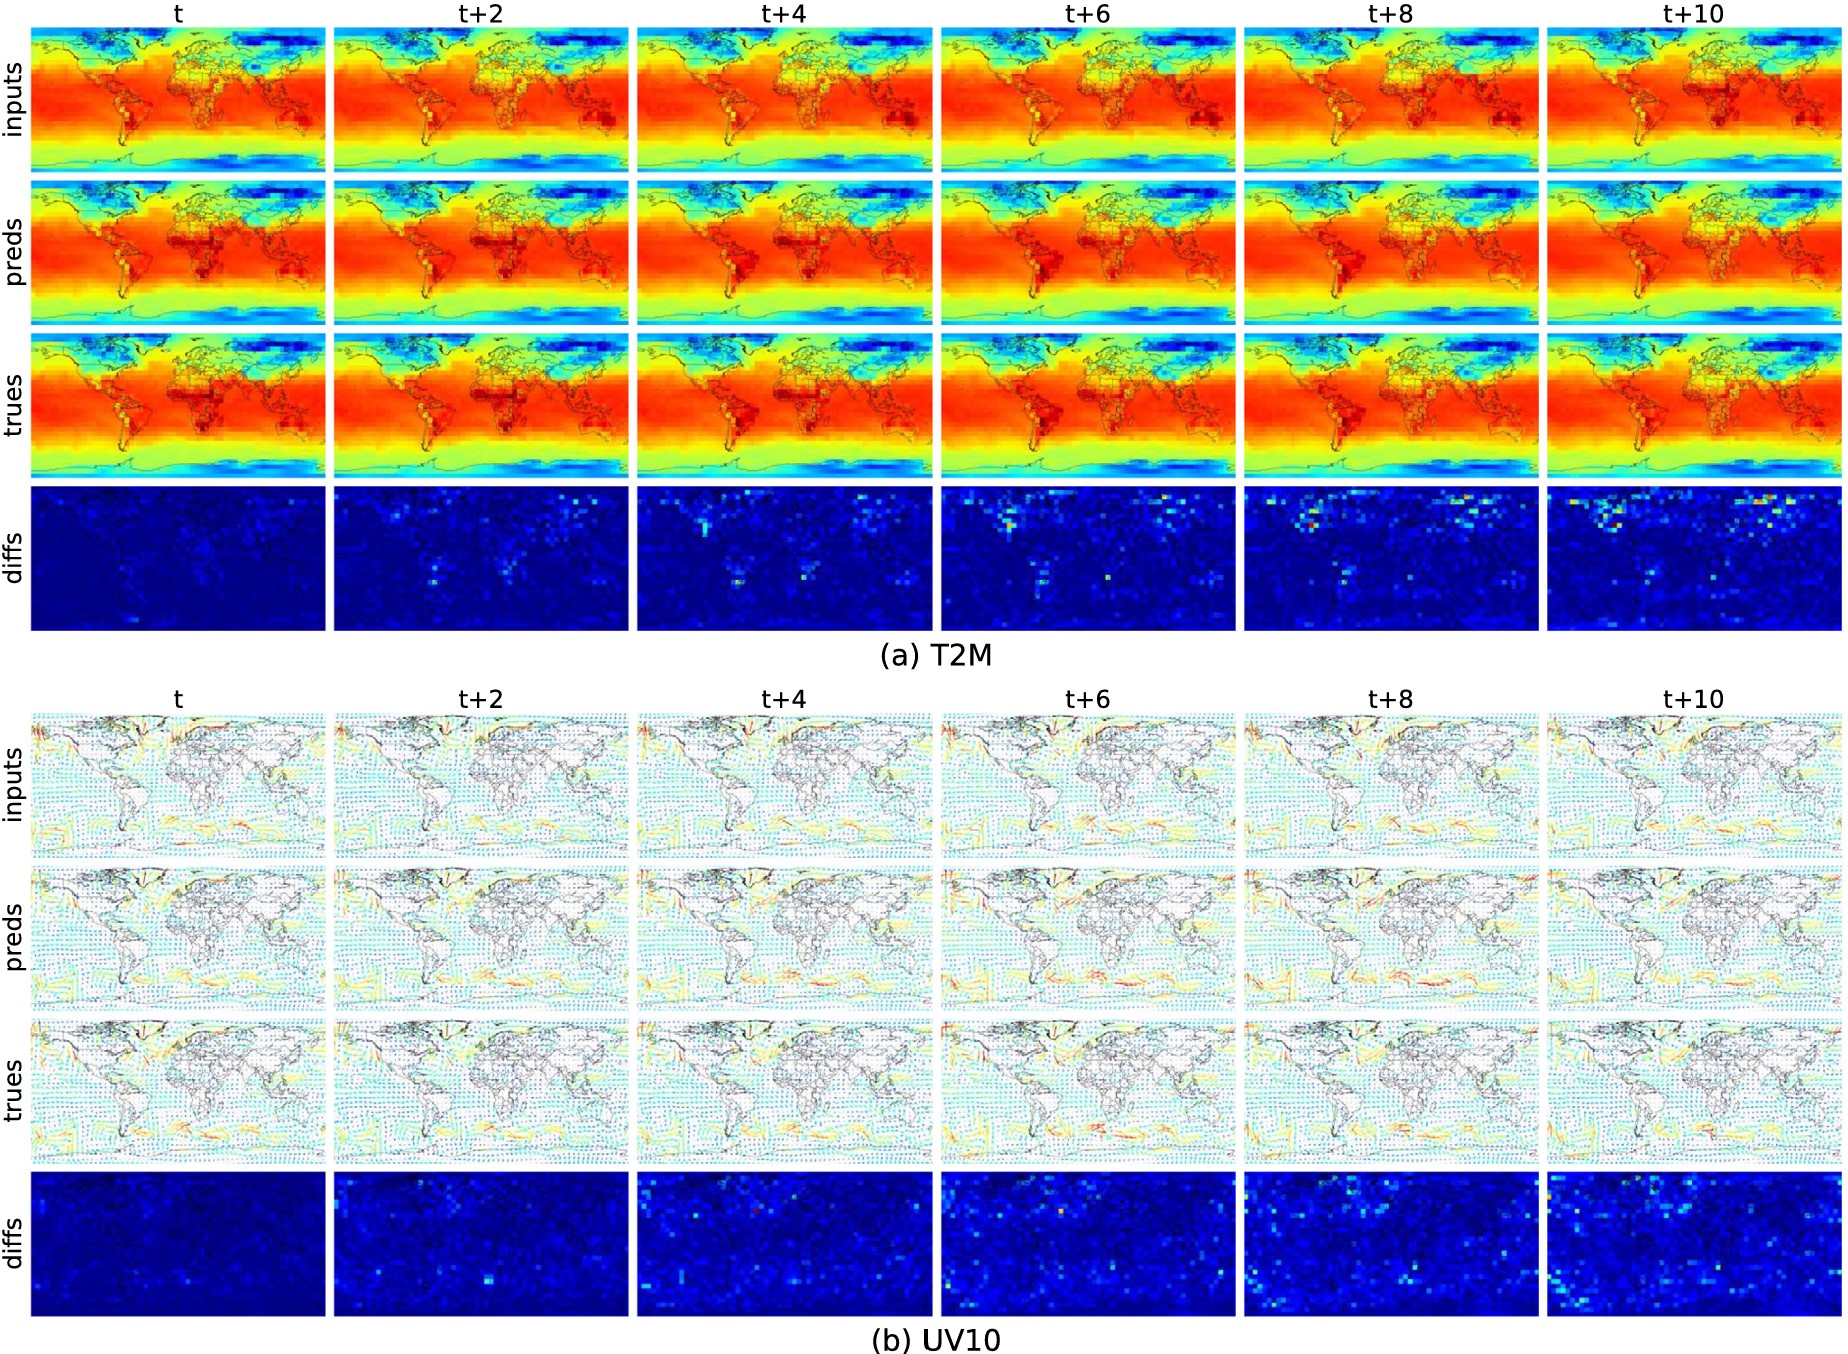 t t+2 t+4 t+6 t+8 t+10
inputs
preds
trues
diffs
(a) T2M
t t+2 t+4 t+6 t+8 t+10
inputs
preds
trues
diffs
(b) UV10